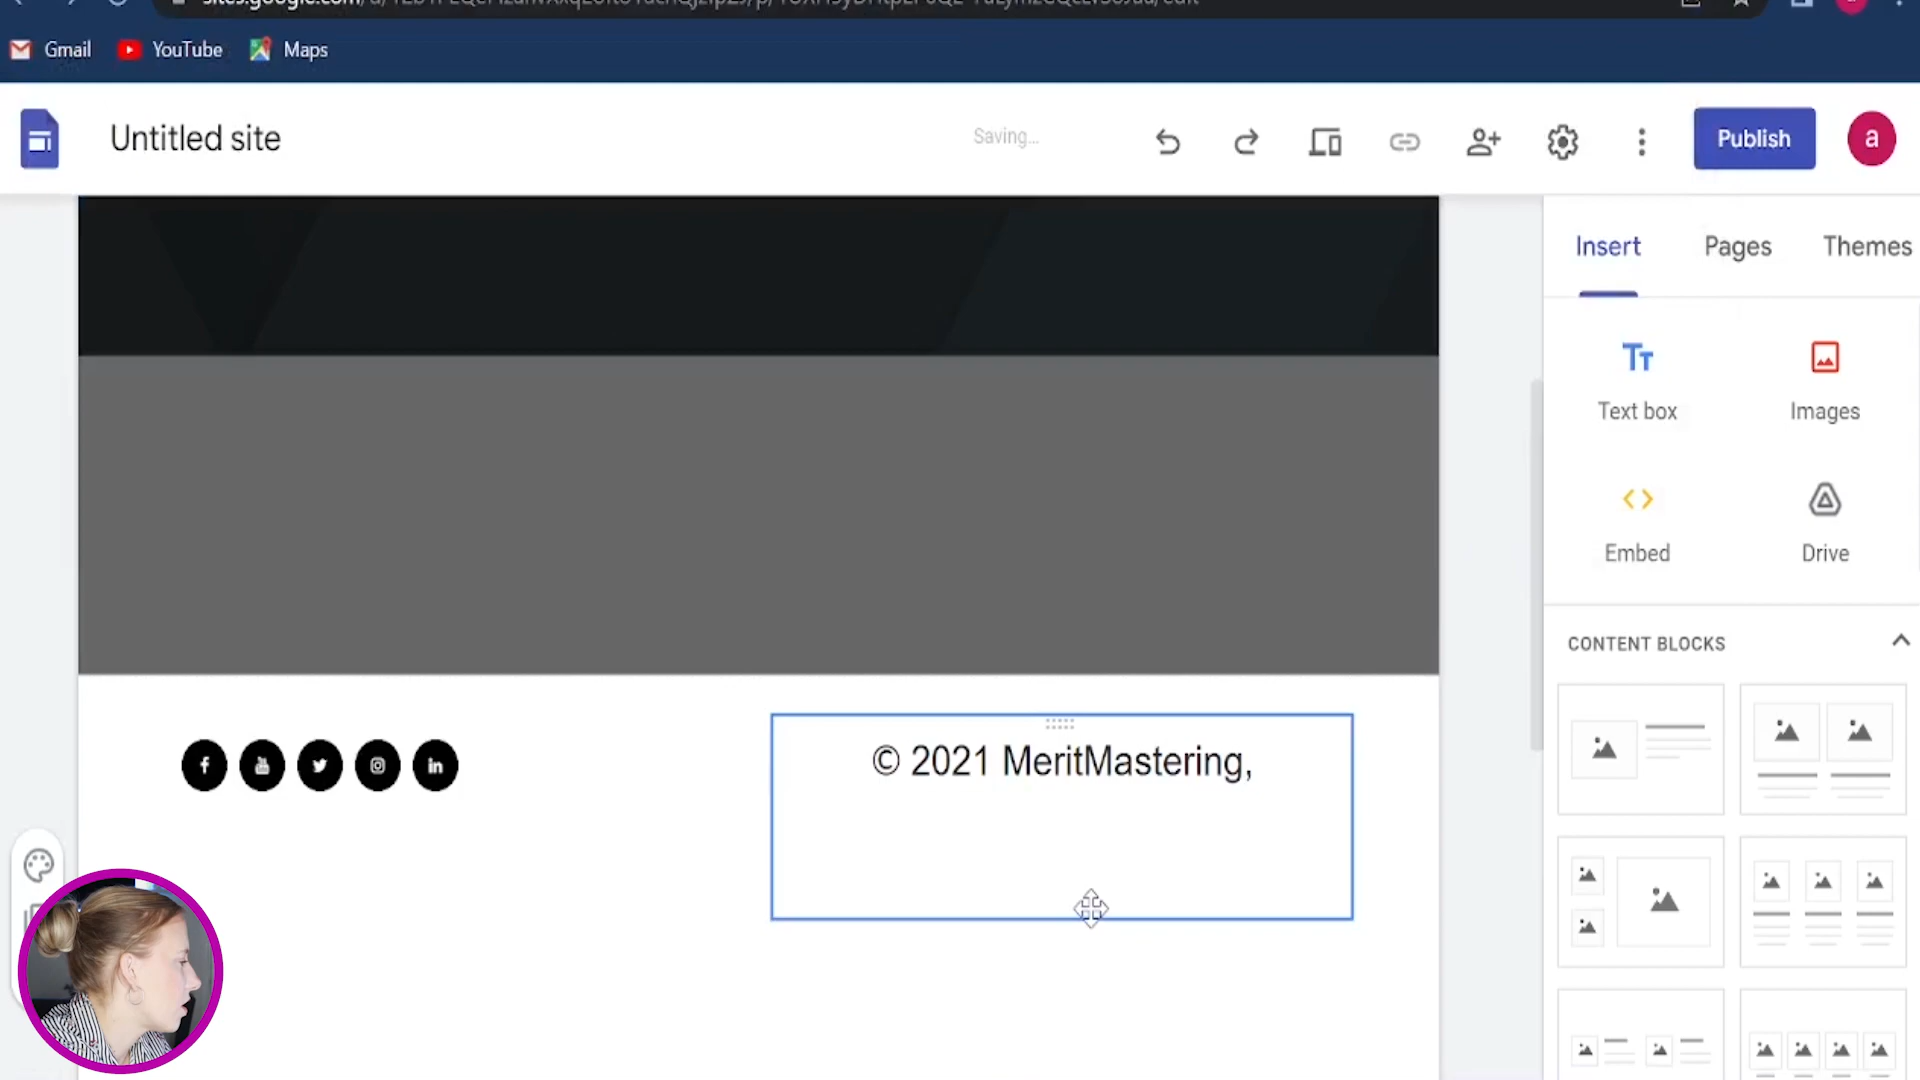 Gmail
YouTube
Maps
Untitled site
Saving...
Publish
a
Insert
Pages
Themes
Text box
Images
Embed
Drive
CONTENT BLOCKS
© 2021 MeritMastering,